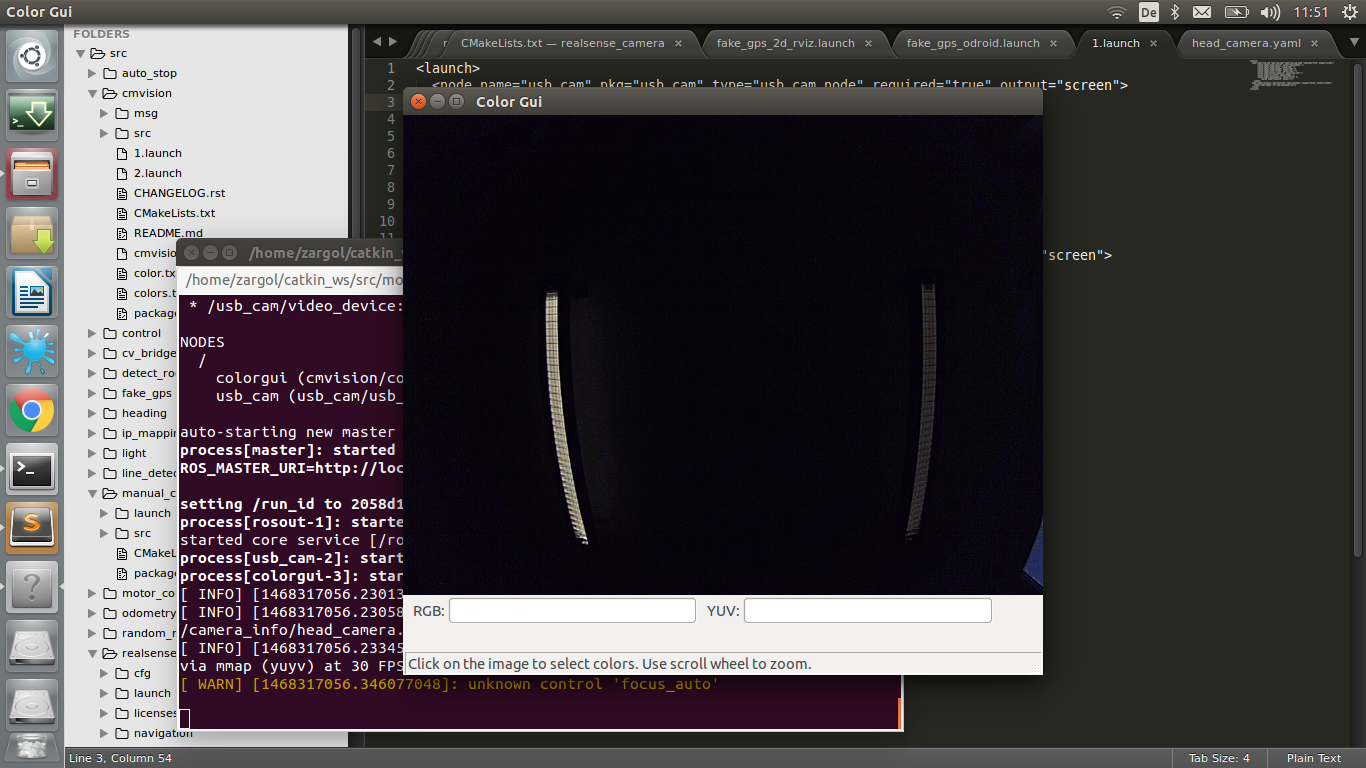 Color Gui
De
11:51
FOLDERS
src
auto_stop
cmvision
msg
src
1.launch
2.launch
CHANGELOG.rst
CMakeLists.txt
README.md
cmvision
color.tx
colors.t
package
control
cv_bridge
detect_ro
fake_gps
heading
ip_mappin
light
line_detec
manual_c
launch
src
CMakeL
package
motor_co
odometry
random_r
realsense
cfg
launch
licenses
navigation
r
CMakeLists.txt — realsense_camera ×
fake_gps_2d_rviz.launch ×
fake_gps_odroid.launch ×
1.launch ×
head_camera.yaml ×
1 <launch>
2 <node name="usb_cam" pkg="usb_cam" type="usb_cam_node" required="true" output="screen">
3
4
5
6
7
8
9
10
11
"screen">
/home/zargol/catkin_
/home/zargol/catkin_ws/src/mo
* /usb_cam/video_device:
NODES
/
colorgui (cmvision/co
usb_cam (usb_cam/usb_
auto-starting new master
process[master]: started
ROS_MASTER_URI=http://loc
setting /run_id to 2058d1
process[rosout-1]: starte
started core service [/ro
process[usb_cam-2]: start
process[colorgui-3]: star
[ INFO] [1468317056.23013
[ INFO] [1468317056.23058
/camera_info/head_camera.
[ INFO] [1468317056.23345
via mmap (yuyv) at 30 FPS
[ WARN] [1468317056.346077048]: unknown control 'focus_auto'
Color Gui
RGB:
YUV:
Click on the image to select colors. Use scroll wheel to zoom.
Line 3, Column 54
Tab Size: 4
Plain Text